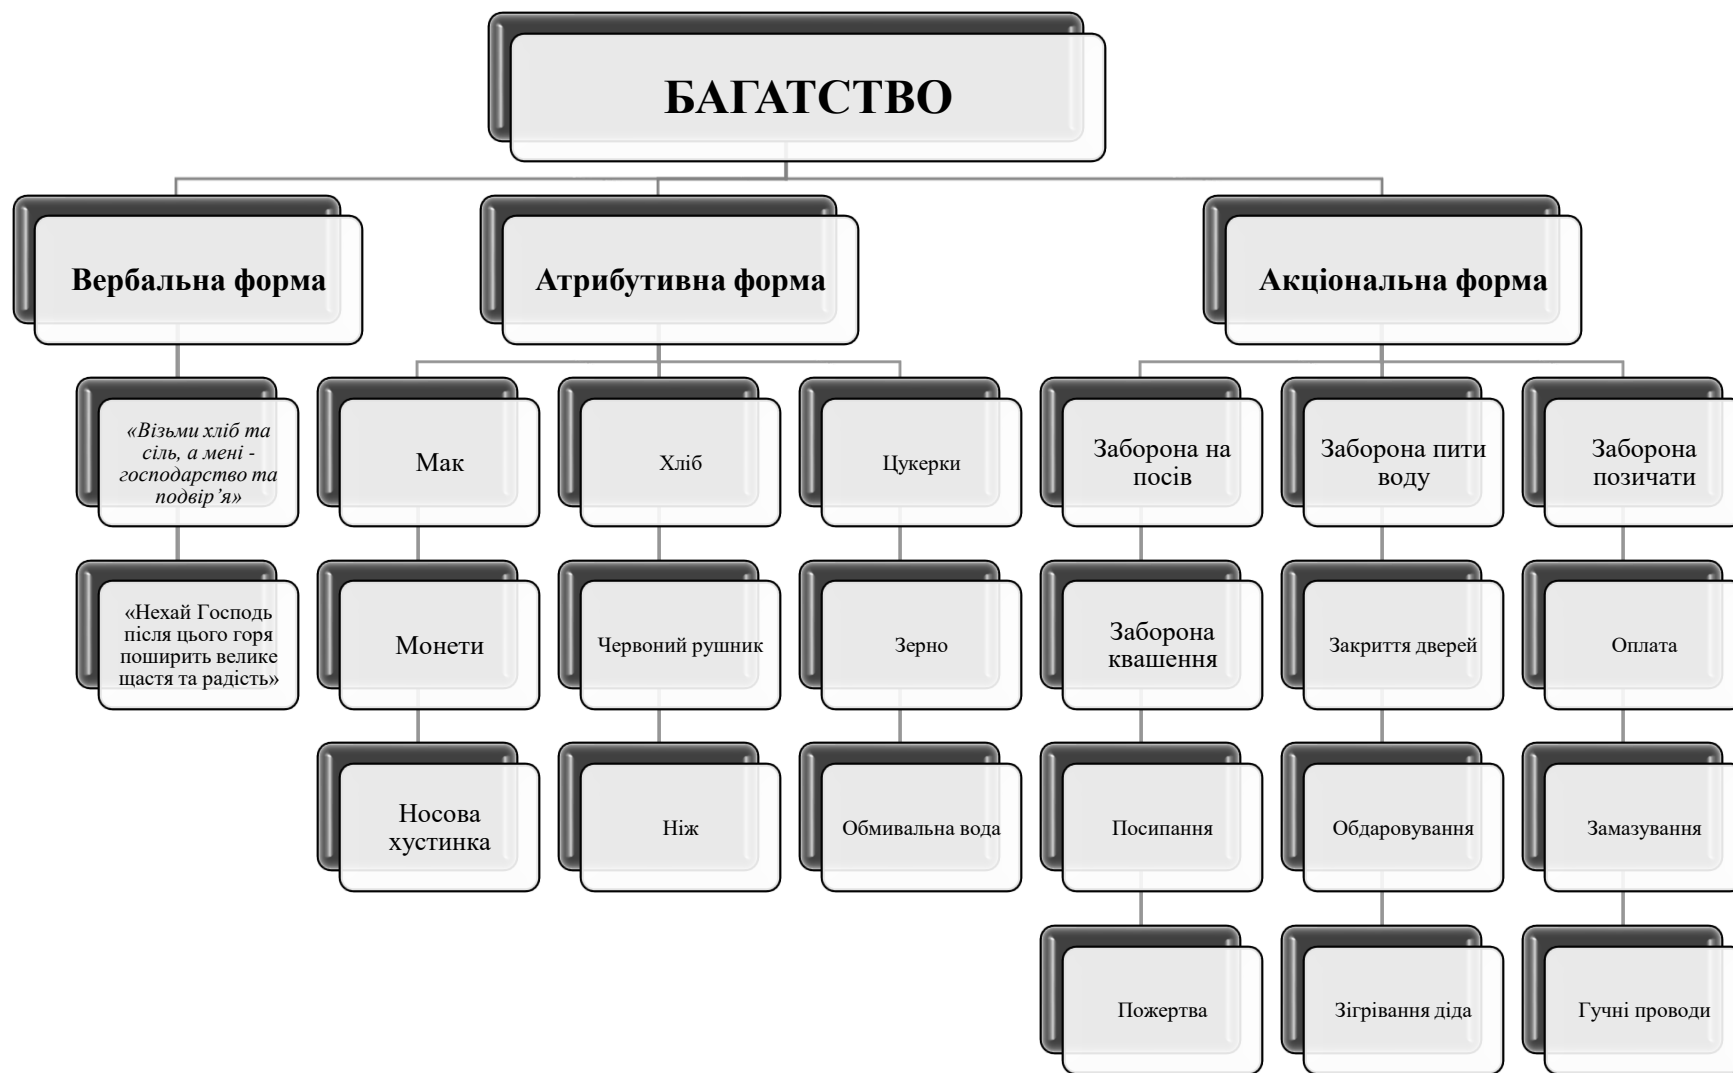 БАГАТСТВО
Вербальна форма
Атрибутивна форма
Акціональна форма
«Візьми хліб та
сіль, а мені -
господарство та
подвір’я»
Мак
Хліб
Цукерки
Заборона на
посів
Заборона пити
воду
Заборона
позичати
«Нехай Господь
після цього горя
поширить велике
щастя та радість»
Монети
Червоний рушник
Зерно
Заборона
квашення
Закриття дверей
Оплата
Носова
хустинка
Ніж
Обмивальна вода
Посипання
Обдаровування
Замазування
Пожертва
Зігрівання діда
Гучні проводи